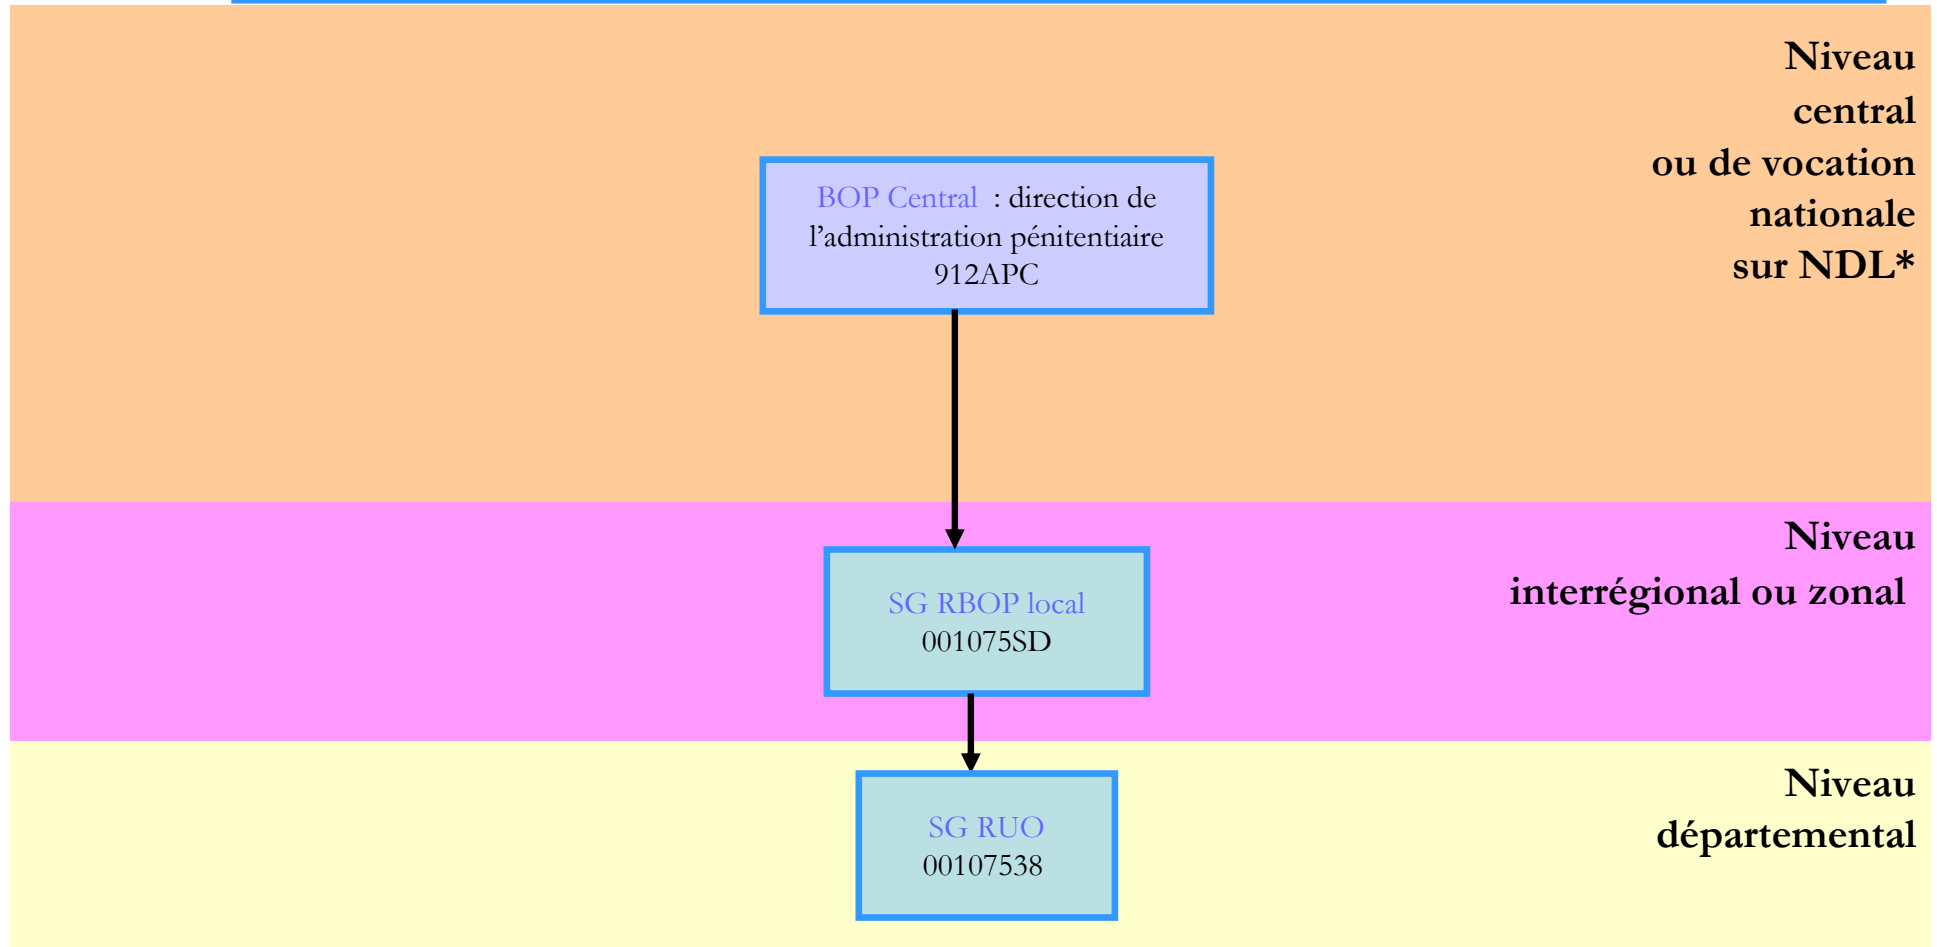 Niveau
central
ou de vocation
nationale
sur NDL*
BOP Central : direction de
l’administration pénitentiaire
912APC
Niveau
interrégional ou zonal
SG RBOP local
001075SD
Niveau
départemental
SG RUO
00107538